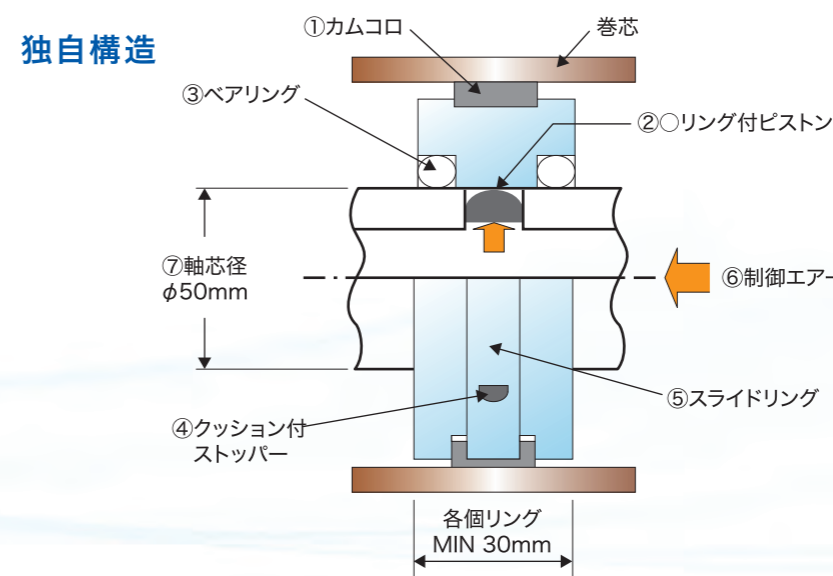 独自構造
①カムコロ
巻芯
③ベアリング
②○リング付ピストン
⑦軸芯径
φ50mm
⑥制御エアー
⑤スライドリング
④クッション付
ストッパー
各個リング
MIN 30mm